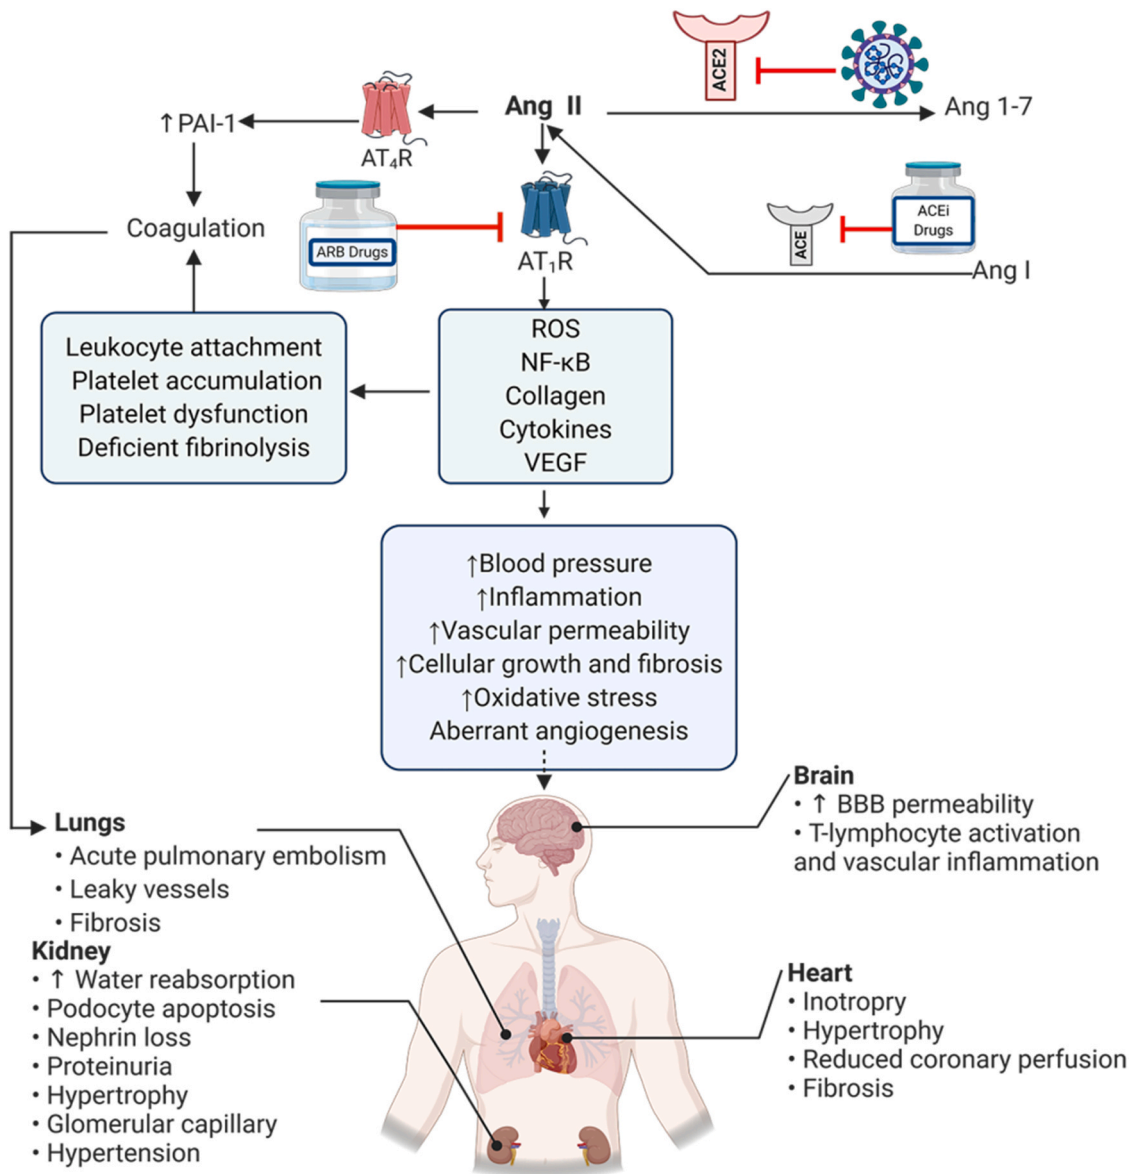 ACE2
Ang II
Ang 1-7
↑PAI-1
AT₄R
ACEi
Drugs
ACE
Coagulation
ARB Drugs
AT₁R
Ang I
Leukocyte attachment
Platelet accumulation
Platelet dysfunction
Deficient fibrinolysis
ROS
NF-κB
Collagen
Cytokines
VEGF
↑Blood pressure
↑Inflammation
↑Vascular permeability
↑Cellular growth and fibrosis
↑Oxidative stress
Aberrant angiogenesis
Brain
• ↑ BBB permeability
• T-lymphocyte activation
and vascular inflammation
Lungs
• Acute pulmonary embolism
• Leaky vessels
• Fibrosis
Kidney
• ↑ Water reabsorption
• Podocyte apoptosis
• Nephrin loss
• Proteinuria
• Hypertrophy
• Glomerular capillary
• Hypertension
Heart
• Inotropry
• Hypertrophy
• Reduced coronary perfusion
• Fibrosis